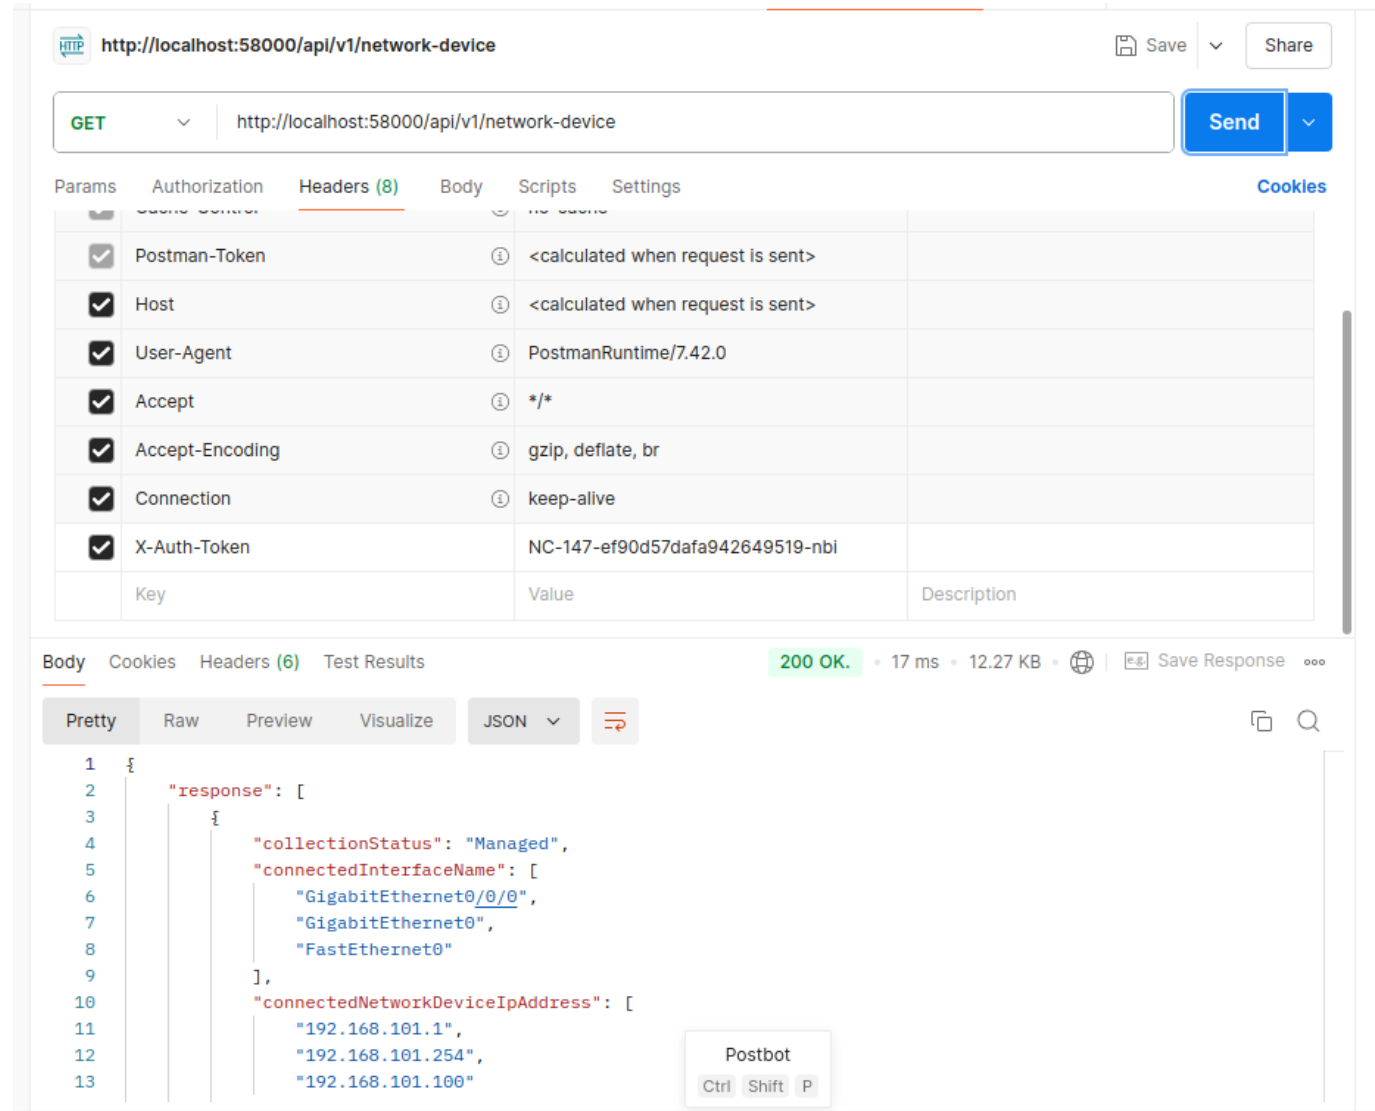 HTTP http://localhost:58000/api/v1/network-device Save Share
GET http://localhost:58000/api/v1/network-device Send
Params Authorization Headers (8) Body Scripts Settings Cookies
Cache-Control no-cache
Postman-Token <calculated when request is sent>
Host <calculated when request is sent>
User-Agent PostmanRuntime/7.42.0
Accept */*
Accept-Encoding gzip, deflate, br
Connection keep-alive
X-Auth-Token NC-147-ef90d57dafa942649519-nbi
Key Value Description
Body Cookies Headers (6) Test Results 200 OK. • 17 ms • 12.27 KB • e.g. Save Response
Pretty Raw Preview Visualize JSON
1 {
2 "response": [
3 {
4 "collectionStatus": "Managed",
5 "connectedInterfaceName": [
6 "GigabitEthernet0/0/0",
7 "GigabitEthernet0",
8 "FastEthernet0"
9 ],
10 "connectedNetworkDeviceIpAddress": [
11 "192.168.101.1",
12 "192.168.101.254",
13 "192.168.101.100"
Postbot
Ctrl Shift P